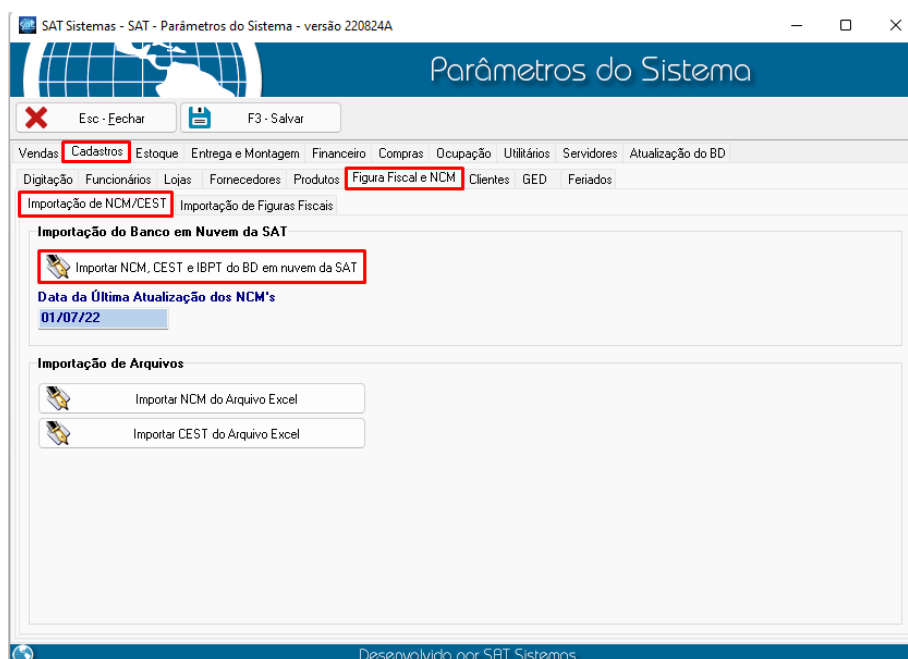 SAT Sistemas - SAT - Parâmetros do Sistema - versão 220824A
Parâmetros do Sistema
Esc - Fechar F3 - Salvar
Vendas Cadastros Estoque Entrega e Montagem Financeiro Compras Ocupação Utilitários Servidores Atualização do BD
Digitação Funcionários Lojas Fornecedores Produtos Figura Fiscal e NCM Clientes GED Feriados
Importação de NCM/CEST Importação de Figuras Fiscais
Importação do Banco em Nuvem da SAT
Importar NCM, CEST e IBPT do BD em nuvem da SAT
Data da Última Atualização dos NCM's
01/07/22
Importação de Arquivos
Importar NCM do Arquivo Excel
Importar CEST do Arquivo Excel
Desenvolvido por SAT Sistemas